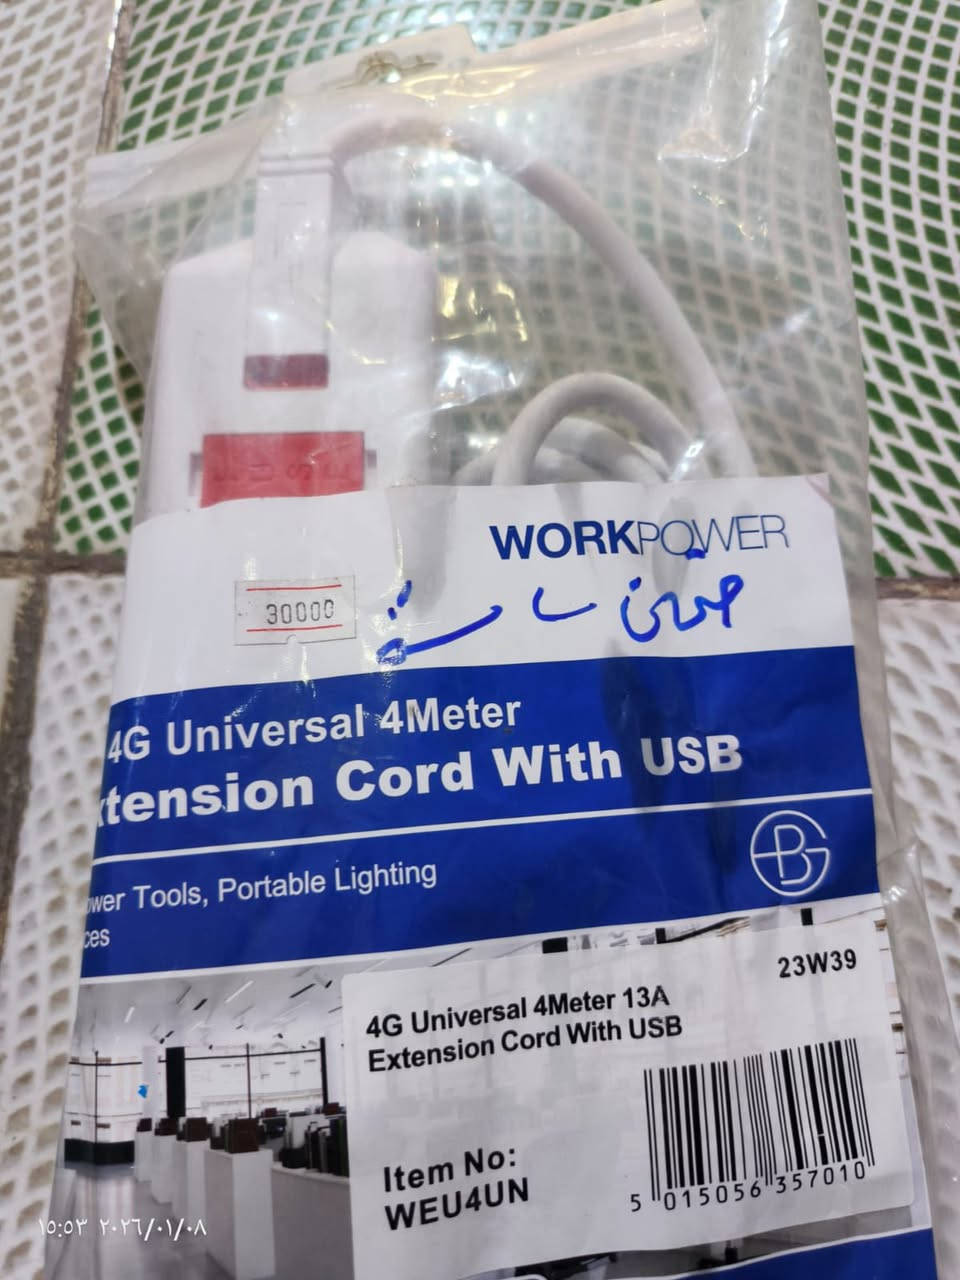 WORKPOWER
30000
4G Universal 4Meter
xtension Cord With USB
ower Tools, Portable Lighting
ces
23W39
4G Universal 4Meter 13A
Extension Cord With USB
Item No:
WEU4UN
5 015056 357010
١٥:٥٣ ٢٠٢٦/٠١/٠٨